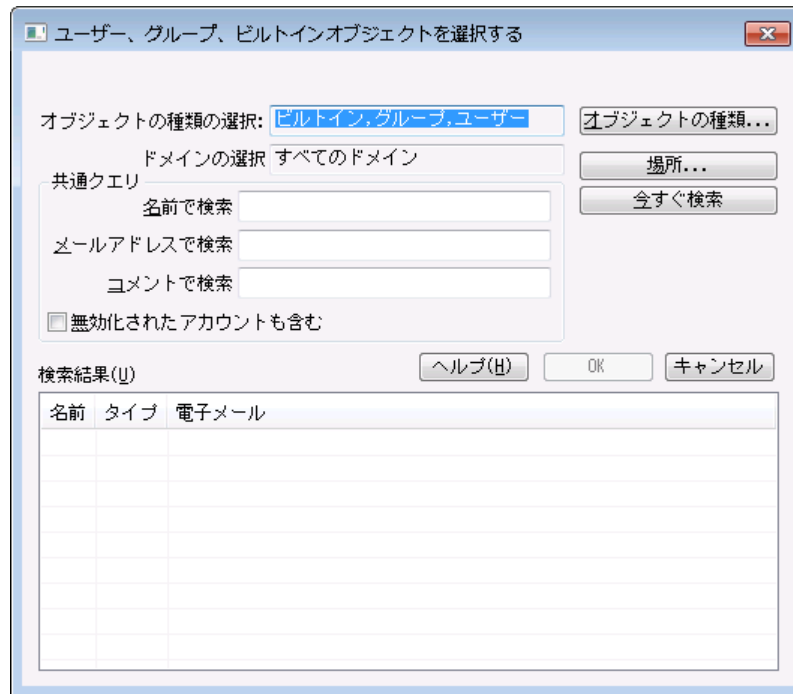 ユーザー、グループ、ビルトインオブジェクトを選択する
オブジェクトの種類の選択: ビルトイン,グループ,ユーザー オブジェクトの種類...
ドメインの選択 すべてのドメイン 場所...
共通クエリ
名前で検索 今すぐ検索
メールアドレスで検索
コメントで検索
無効化されたアカウントも含む
検索結果(U) ヘルプ(H) OK キャンセル
名前 タイプ 電子メール